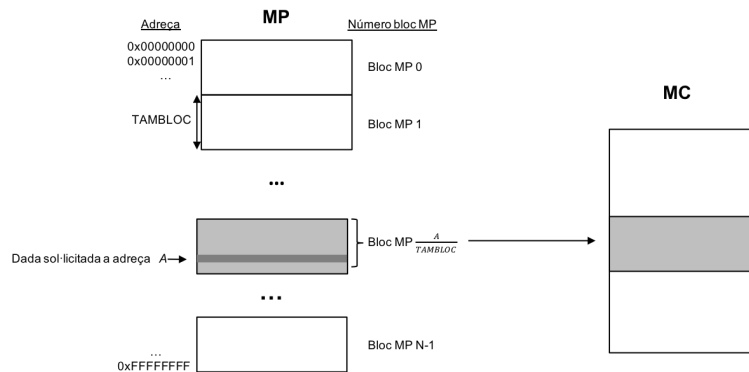 MP
Adreça
Número bloc MP
0x00000000
0x00000001
...
Bloc MP 0
MC
TAMBLOC
Bloc MP 1
...
Dada sol·licitada a adreça A
Bloc MP A/TAMBLOC
...
Bloc MP N-1
...
0xFFFFFFFF